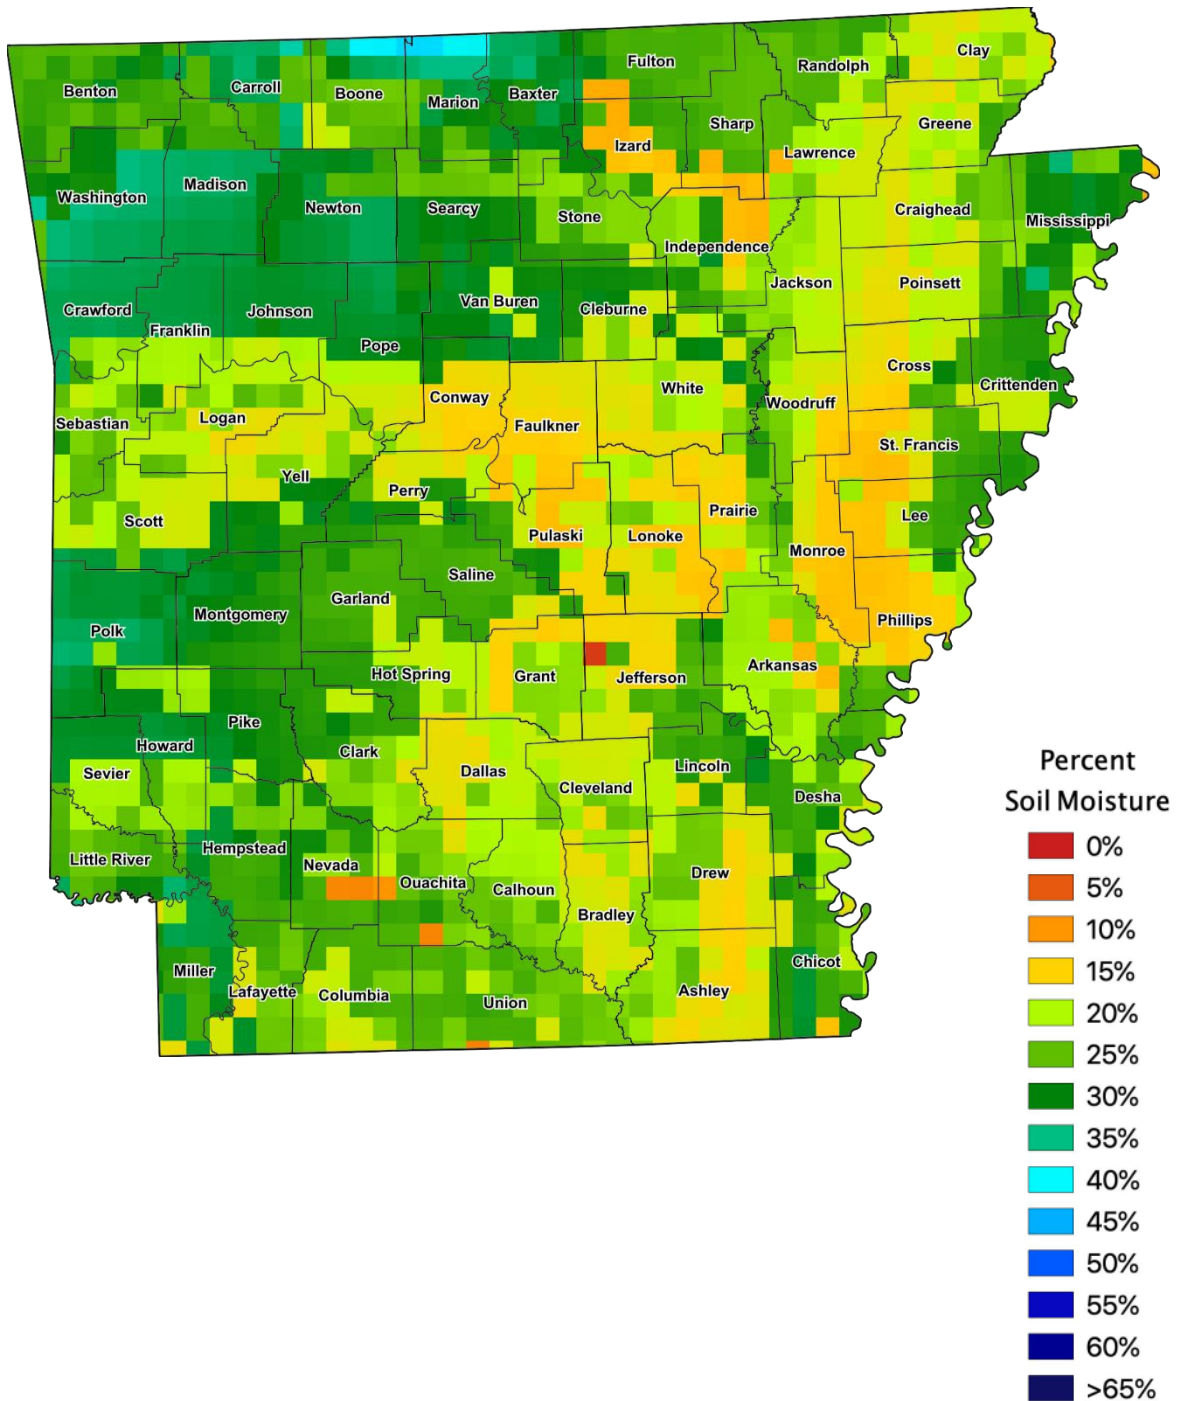 Clay
Fulton
Randolph
Carroll
Benton
Boone
Marion
Baxter
Sharp
Greene
Izard
Lawrence
Madison
Washington
Newton
Searcy
Stone
Craighead
Mississippi
Independence
Jackson
Poinsett
Crawford
Johnson
Van Buren
Cleburne
Franklin
Pope
Cross
Crittenden
White
Conway
Woodruff
Sebastian
Logan
Faulkner
St. Francis
Yell
Perry
Prairie
Lee
Scott
Pulaski
Lonoke
Monroe
Saline
Garland
Montgomery
Phillips
Polk
Hot Spring
Grant
Jefferson
Arkansas
Pike
Howard
Clark
Sevier
Dallas
Lincoln
Cleveland
Desha
Hempstead
Little River
Nevada
Ouachita
Calhoun
Drew
Bradley
Miller
Chicot
Lafayette
Columbia
Union
Ashley
Percent
Soil Moisture
0%
5%
10%
15%
20%
25%
30%
35%
40%
45%
50%
55%
60%
>65%